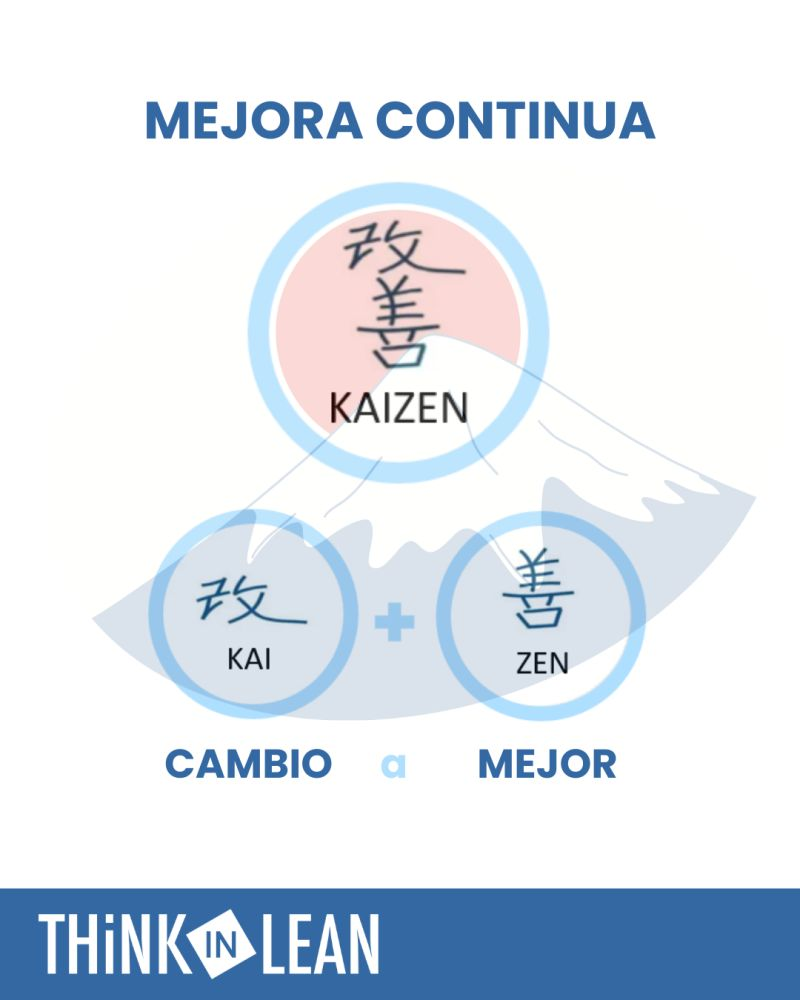 MEJORA CONTINUA
改
善
KAIZEN
改 + 善
KAI ZEN
CAMBIO a MEJOR
THiNK IN LEAN